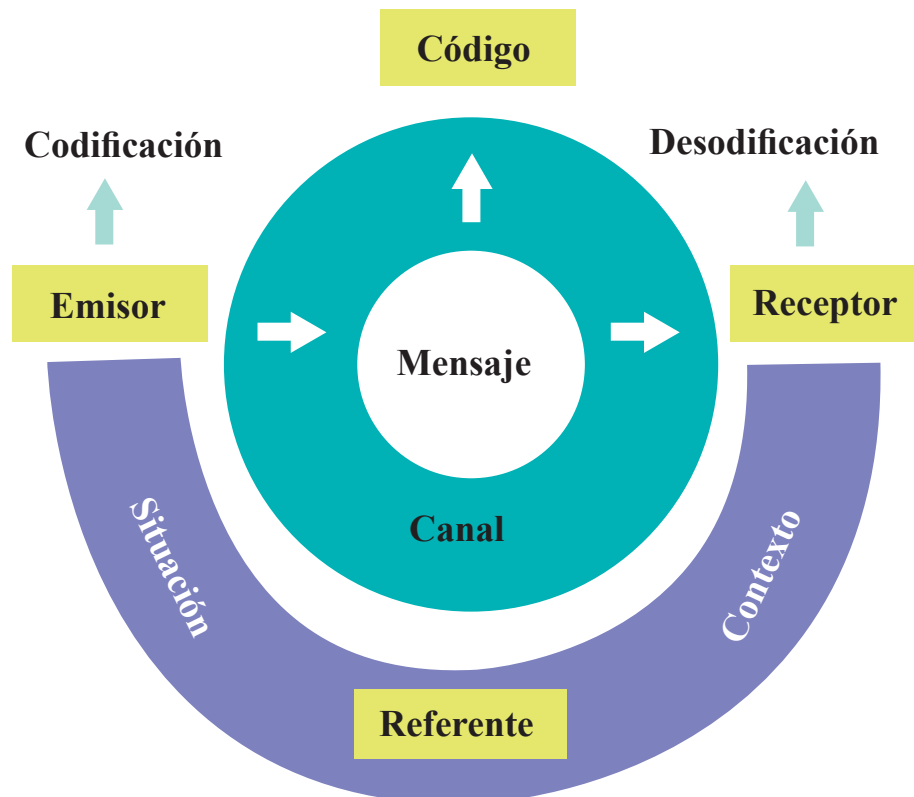 Código
Codificación
Desodificación
Emisor
Receptor
Mensaje
Canal
Situación
Contexto
Referente